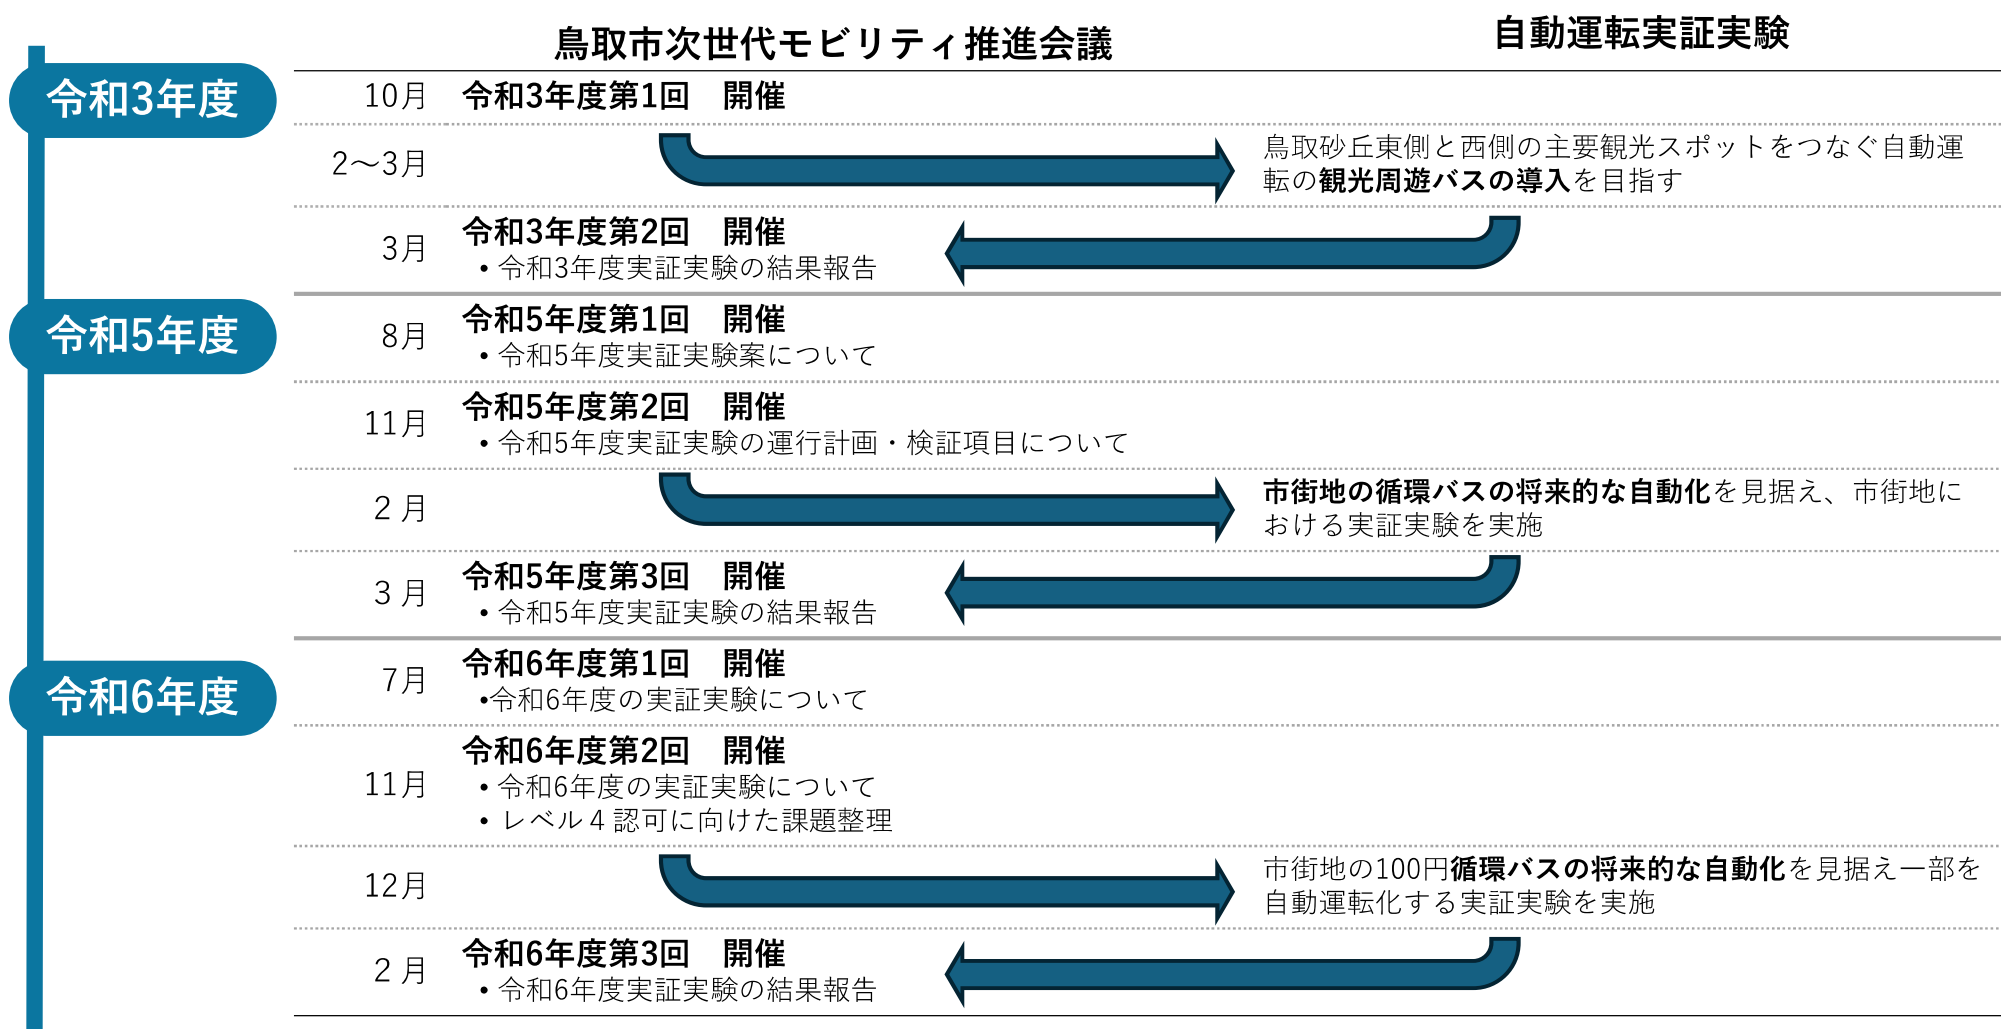 鳥取市次世代モビリティ推進会議
自動運転実証実験
令和3年度
10月
令和3年度第1回　開催
2～3月
鳥取砂丘東側と西側の主要観光スポットをつなぐ自動運
転の観光周遊バスの導入を目指す
3月
令和3年度第2回　開催
・令和3年度実証実験の結果報告
令和5年度
8月
令和5年度第1回　開催
・令和5年度実証実験案について
11月
令和5年度第2回　開催
・令和5年度実証実験の運行計画・検証項目について
2 月
市街地の循環バスの将来的な自動化を見据え、市街地に
おける実証実験を実施
3 月
令和5年度第3回　開催
・令和5年度実証実験の結果報告
令和6年度
7月
令和6年度第1回　開催
•令和6年度の実証実験について
11月
令和6年度第2回　開催
・令和6年度の実証実験について
・レベル４認可に向けた課題整理
12月
市街地の100円循環バスの将来的な自動化を見据え一部を
自動運転化する実証実験を実施
2 月
令和6年度第3回　開催
・令和6年度実証実験の結果報告